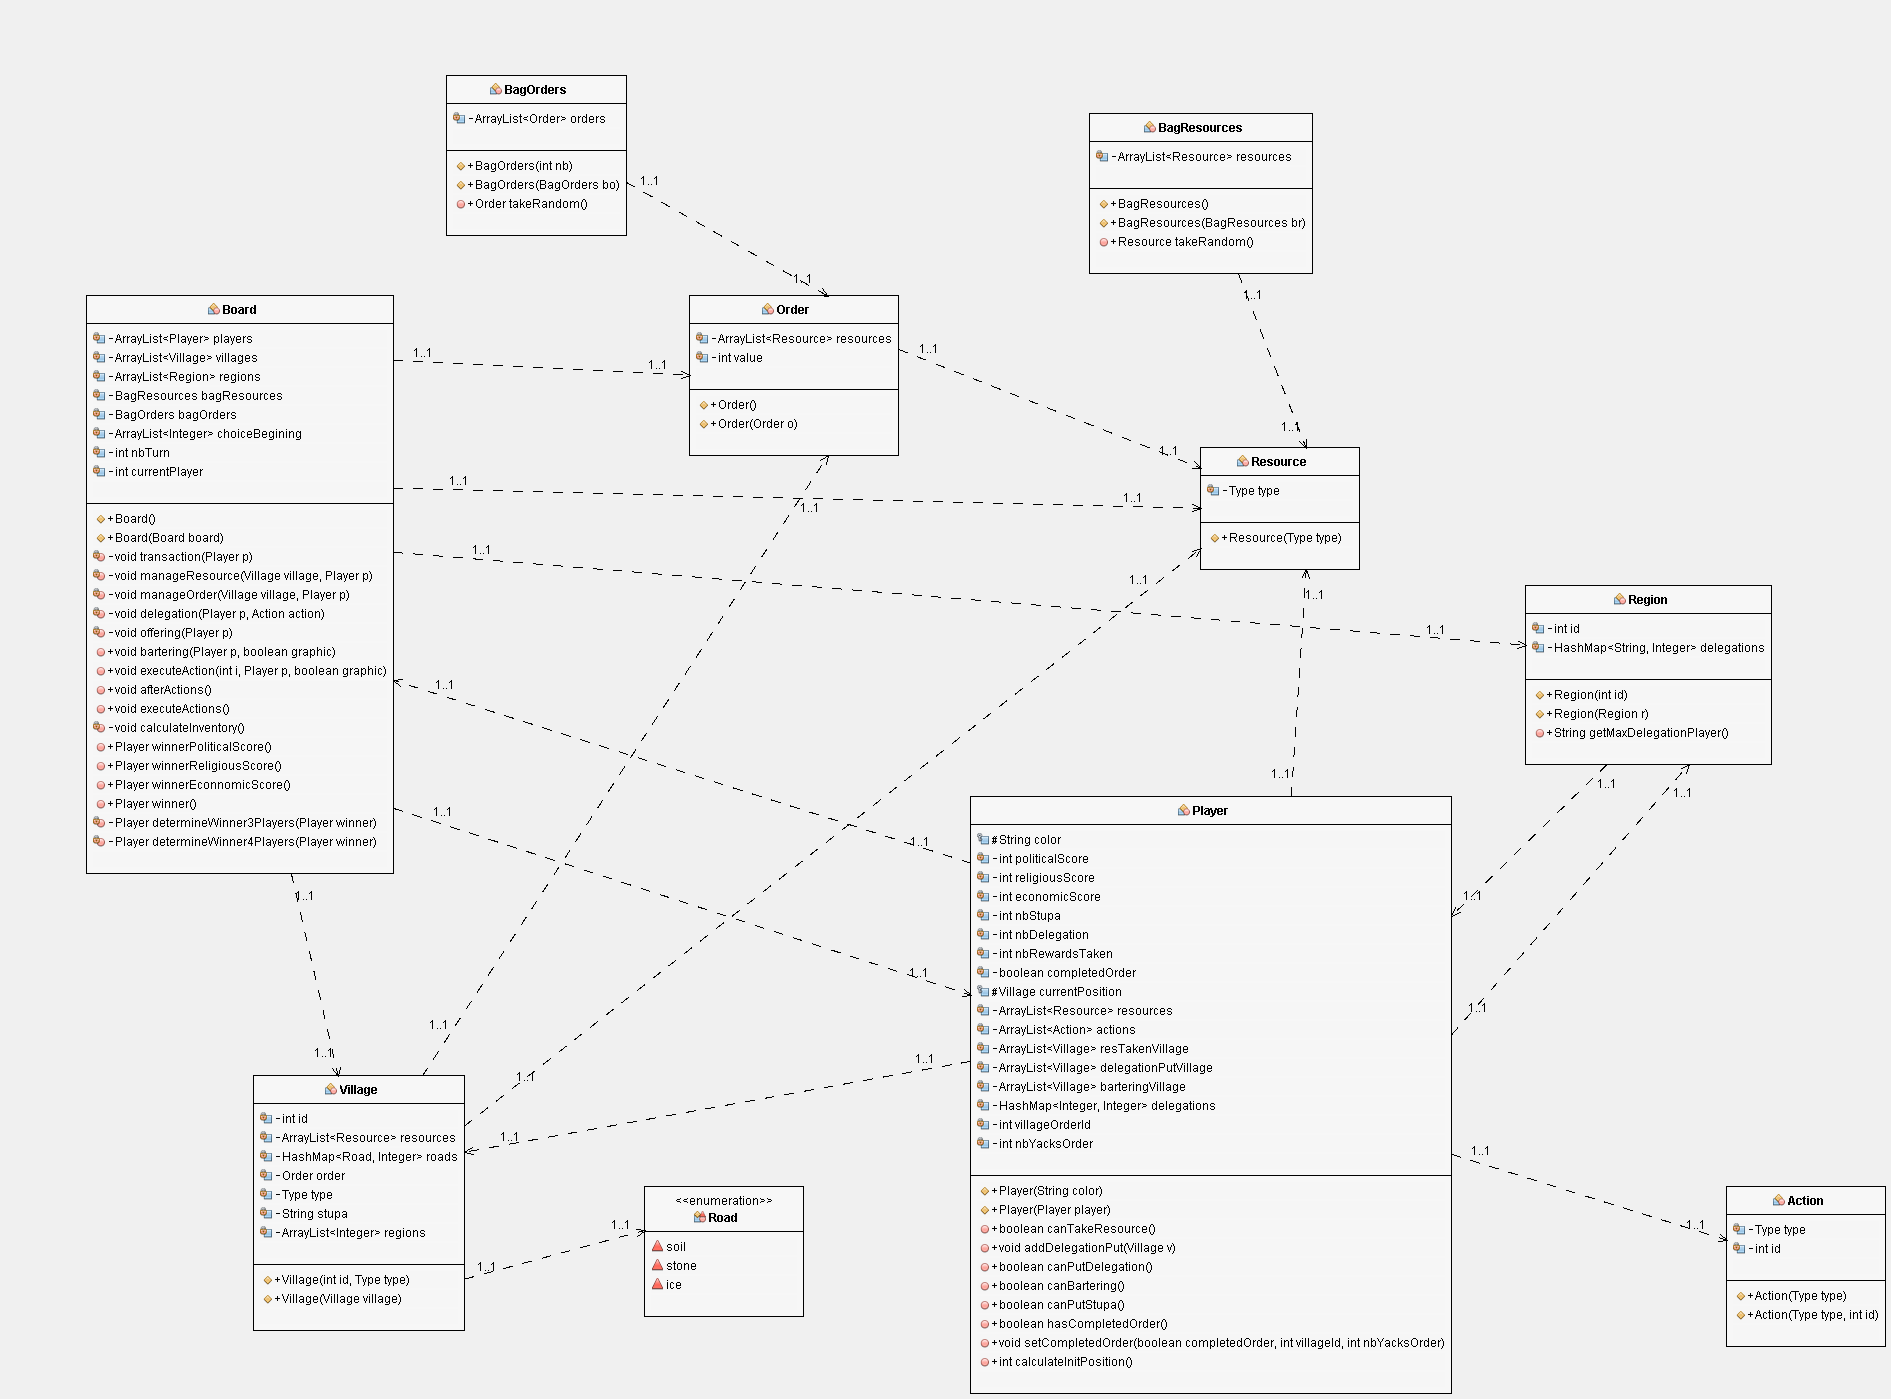 BagOrders
-ArrayList<Order> orders
+BagOrders(int nb)
+BagOrders(BagOrders bo)
+Order takeRandom()
BagResources
-ArrayList<Resource> resources
+BagResources()
+BagResources(BagResources br)
+Resource takeRandom()
1..1
1..1
1..1
1..1
Board
-ArrayList<Player> players
-ArrayList<Village> villages
-ArrayList<Region> regions
-BagResources bagResources
-BagOrders bagOrders
-ArrayList<Integer> choiceBegining
-int nbTurn
-int currentPlayer
+Board()
+Board(Board board)
-void transaction(Player p)
-void manageResource(Village village, Player p)
-void manageOrder(Village village, Player p)
-void delegation(Player p, Action action)
-void offering(Player p)
+void bartering(Player p, boolean graphic)
+void executeAction(int i, Player p, boolean graphic)
+void afterActions()
+void executeActions()
-void calculateInventory()
+Player winnerPoliticalScore()
+Player winnerReligiousScore()
+Player winnerEconnomicScore()
+Player winner()
-Player determineWinner3Players(Player winner)
-Player determineWinner4Players(Player winner)
Order
-ArrayList<Resource> resources
-int value
+Order()
+Order(Order o)
1..1
1..1
1..1
1..1
Resource
-Type type
+Resource(Type type)
1..1
1..1
1..1
1..1
1..1
1..1
1..1
Region
-int id
-HashMap<String, Integer> delegations
+Region(int id)
+Region(Region r)
+String getMaxDelegationPlayer()
1..1
1..1
1..1
1..1
1..1
1..1
1..1
1..1
1..1
1..1
Player
#String color
-int politicalScore
-int religiousScore
-int economicScore
-int nbStupa
-int nbDelegation
-int nbRewardsTaken
-boolean completedOrder
#Village currentPosition
-ArrayList<Resource> resources
-ArrayList<Action> actions
-ArrayList<Village> resTakenVillage
-ArrayList<Village> delegationPutVillage
-ArrayList<Village> barteringVillage
-HashMap<Integer, Integer> delegations
-int villageOrderId
-int nbYacksOrder
+Player(String color)
+Player(Player player)
+boolean canTakeResource()
+void addDelegationPut(Village v)
+boolean canPutDelegation()
+boolean canBartering()
+boolean canPutStupa()
+boolean hasCompletedOrder()
+void setCompletedOrder(boolean completedOrder, int villageId, int nbYacksOrder)
+int calculateInitPosition()
1..1
1..1
1..1
1..1
1..1
1..1
Village
-int id
-ArrayList<Resource> resources
-HashMap<Road, Integer> roads
-Order order
-Type type
-String stupa
-ArrayList<Integer> regions
+Village(int id, Type type)
+Village(Village village)
1..1
1..1
<<enumeration>>
Road
soil
stone
ice
1..1
1..1
Action
-Type type
-int id
+Action(Type type)
+Action(Type type, int id)